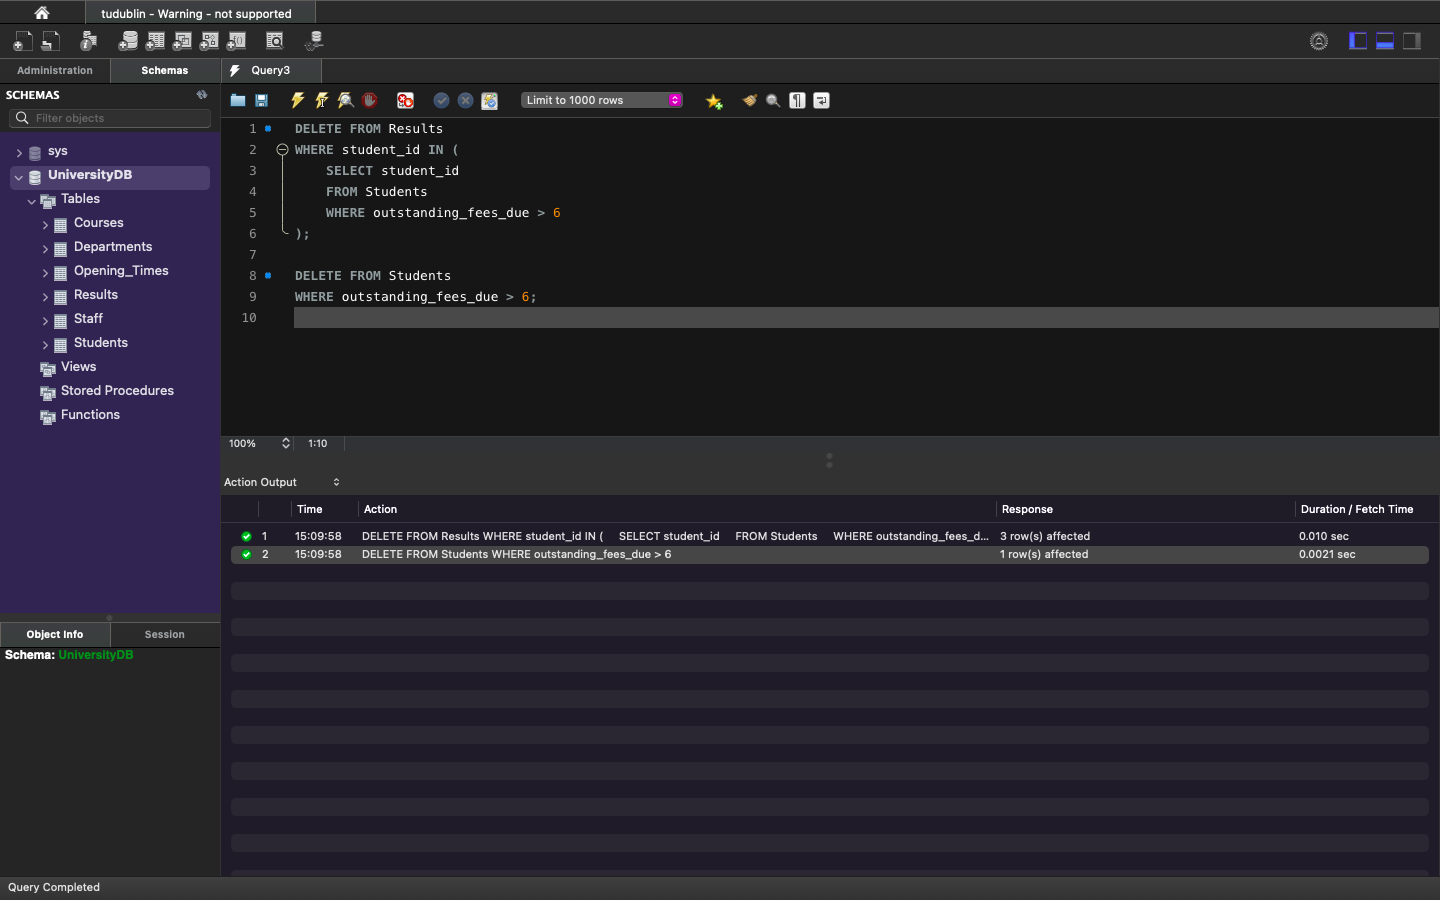 tudublin - Warning - not supported
Administration
Schemas
Query3
SCHEMAS
Filter objects
sys
UniversityDB
Tables
Courses
Departments
Opening_Times
Results
Staff
Students
Views
Stored Procedures
Functions
Object Info
Session
Schema: UniversityDB
Limit to 1000 rows
1 DELETE FROM Results
2 WHERE student_id IN (
3 SELECT student_id
4 FROM Students
5 WHERE outstanding_fees_due > 6
6 );
7
8 DELETE FROM Students
9 WHERE outstanding_fees_due > 6;
10
100% 1:10
Action Output
Time Action Response Duration / Fetch Time
1 15:09:58 DELETE FROM Results WHERE student_id IN ( SELECT student_id FROM Students WHERE outstanding_fees_d... 3 row(s) affected 0.010 sec
2 15:09:58 DELETE FROM Students WHERE outstanding_fees_due > 6 1 row(s) affected 0.0021 sec
Query Completed